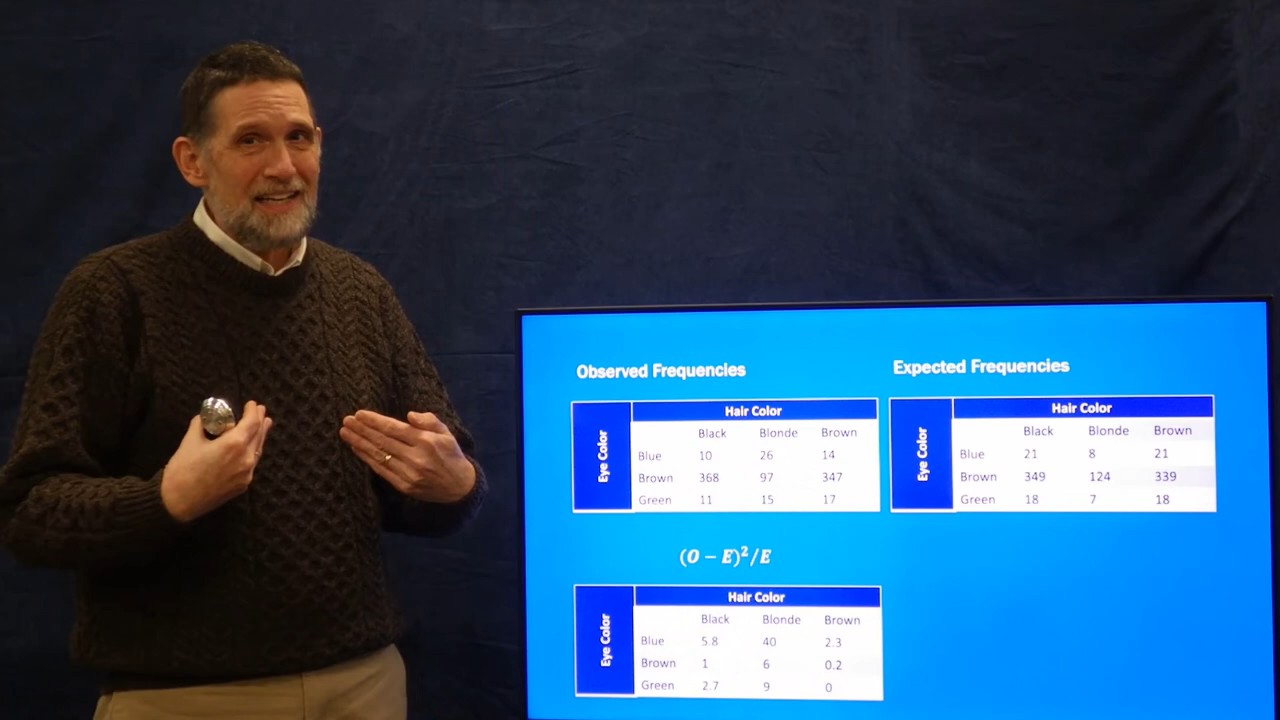 Observed Frequencies
Hair Color
Eye Color
Black Blonde Brown
Blue 10 26 14
Brown 368 97 347
Green 11 15 17
Expected Frequencies
Hair Color
Eye Color
Black Blonde Brown
Blue 21 8 21
Brown 349 124 339
Green 18 7 18
(O − E)²/E
Hair Color
Eye Color
Black Blonde Brown
Blue 5.8 40 2.3
Brown 1 6 0.2
Green 2.7 9 0